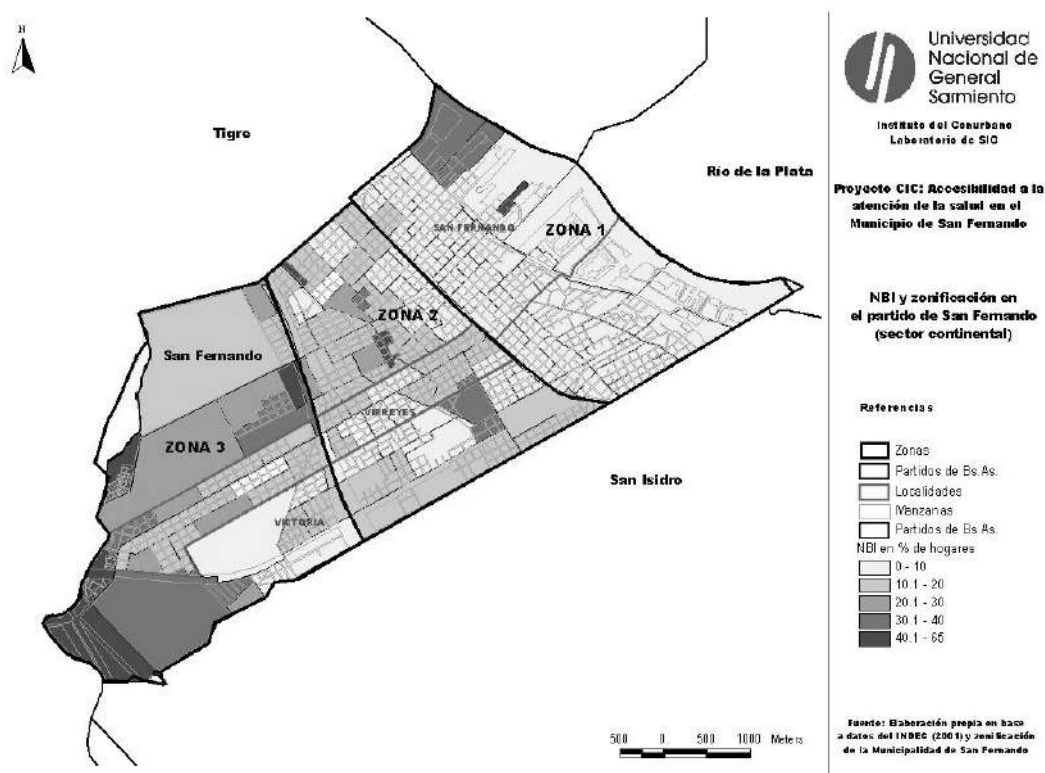 N
Tigre
Río de la Plata
SAN FERNANDO
ZONA 1
ZONA 2
San Fernando
VIRREYES
ZONA 3
San Isidro
VICTORIA
500 0 500 1000 Meters
Universidad
Nacional de
General
Sarmiento
Instituto del Conurbano
Laboratorio de SIG
Proyecto CIC: Accesibilidad a la
atención de la salud en el
Municipio de San Fernando
NBI y zonificación en
el partido de San Fernando
(sector continental)
Referencias
Zonas
Partidos de Bs.As.
Localidades
Manzanas
Partidos de Bs.As.
NBI en % de hogares
0 - 10
10.1 - 20
20.1 - 30
30.1 - 40
40.1 - 65
Fuente: Elaboración propia en base
a datos del INDEC (2001) y zonificación
de la Municipalidad de San Fernando